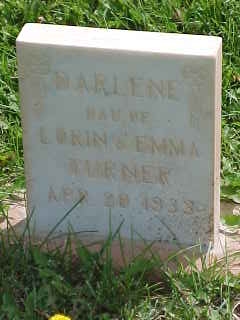 DARLENE
DAU OF
LORIN & EMMA
TURNER
APR 20 1933